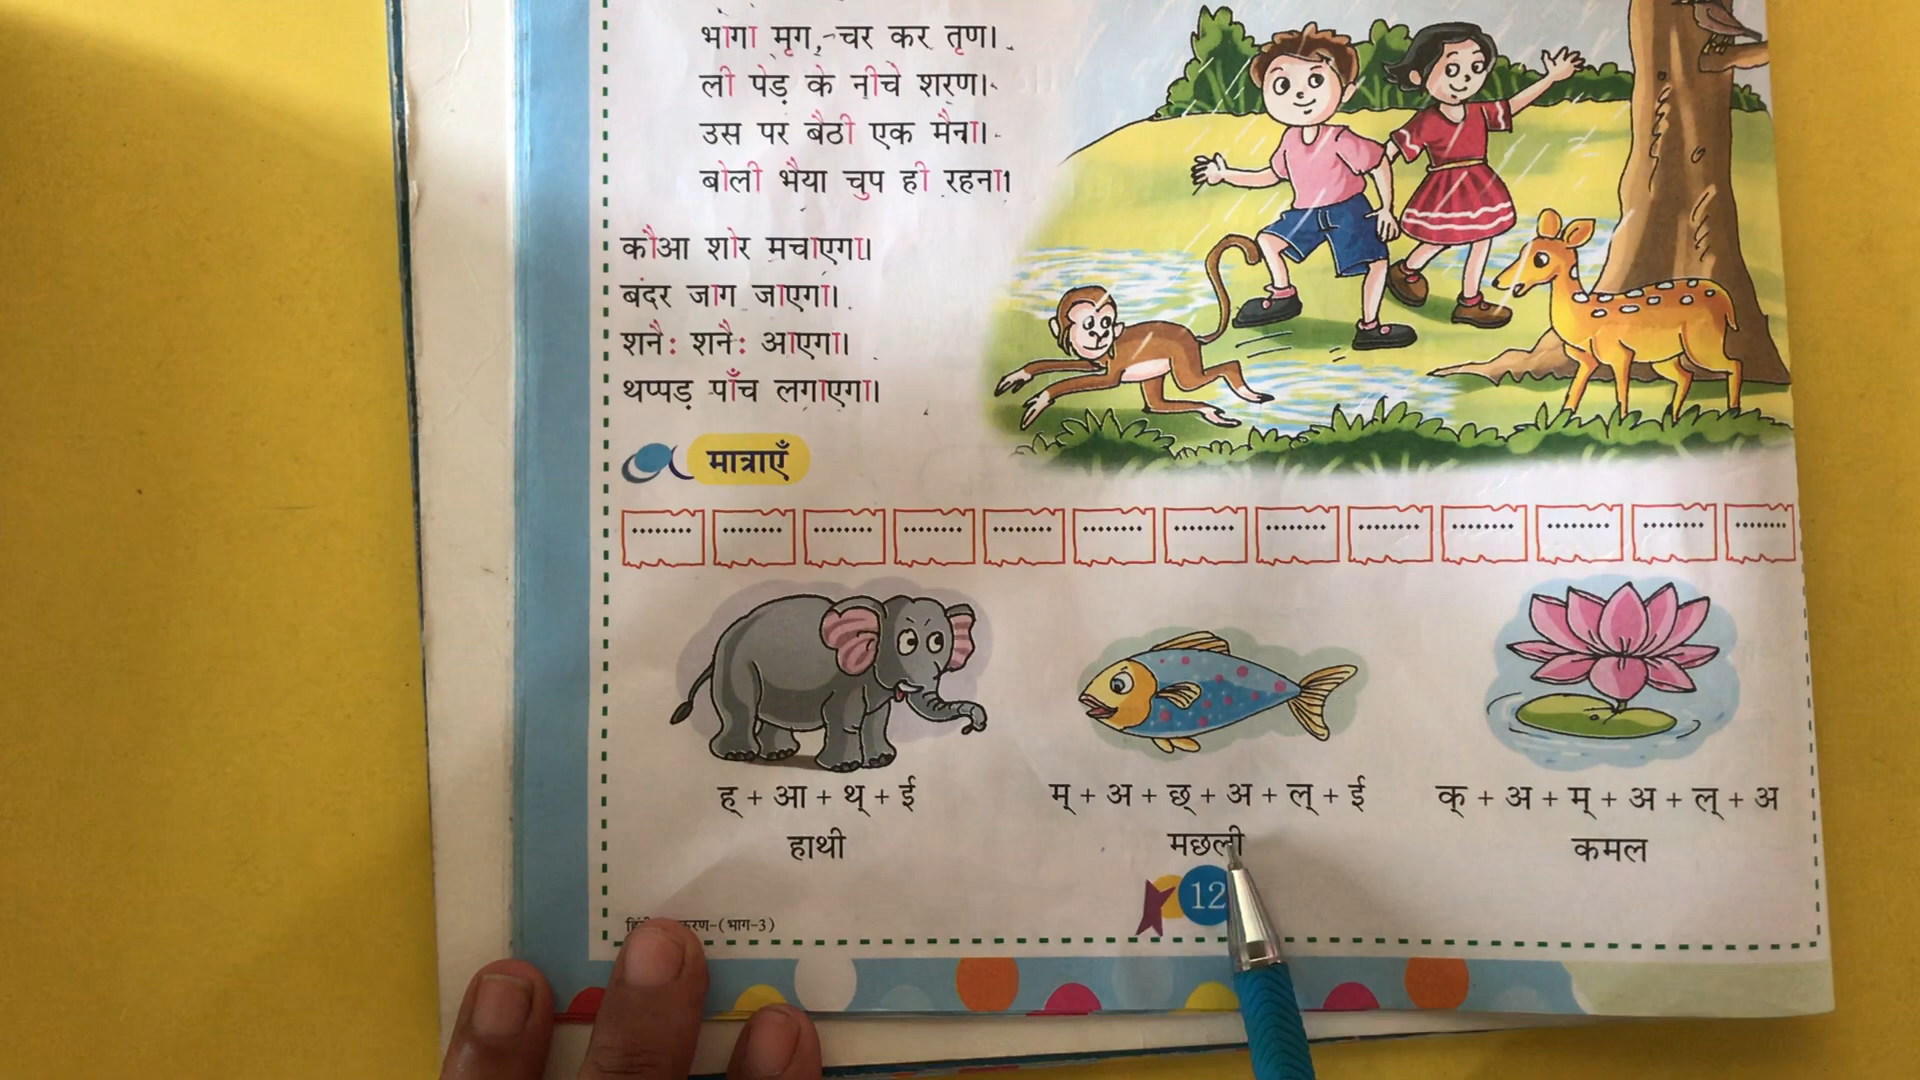 भागा मृग, चर कर तृण।
ली पेड़ के नीचे शरण।
उस पर बैठी एक मैना।
बोली भैया चुप ही रहना।
कौआ शोर मचाएगा।
बंदर जाग जाएगा।
शनैः शनैः आएगा।
थप्पड़ पाँच लगाएगा।
मात्राएँ
ह् + आ + थ् + ई
म् + अ + छ् + अ + ल् + ई
क् + अ + म् + अ + ल् + अ
हाथी
मछली
कमल
12
(भाग-3)